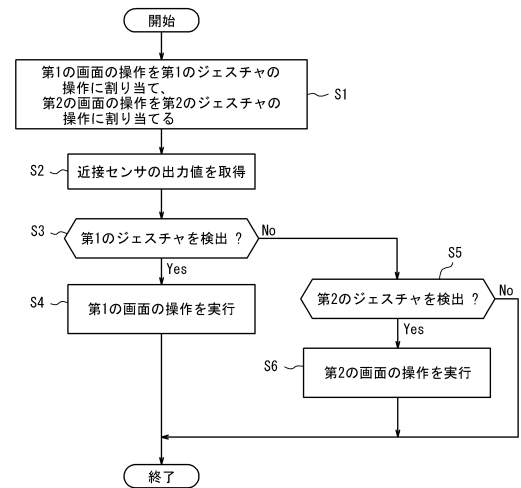 開始
第1の画面の操作を第1のジェスチャの
操作に割り当て、
第2の画面の操作を第2のジェスチャの
操作に割り当てる
S1
S2
近接センサの出力値を取得
S3
第1のジェスチャを検出 ?
No
Yes
S4
第1の画面の操作を実行
S5
第2のジェスチャを検出 ?
No
Yes
S6
第2の画面の操作を実行
終了